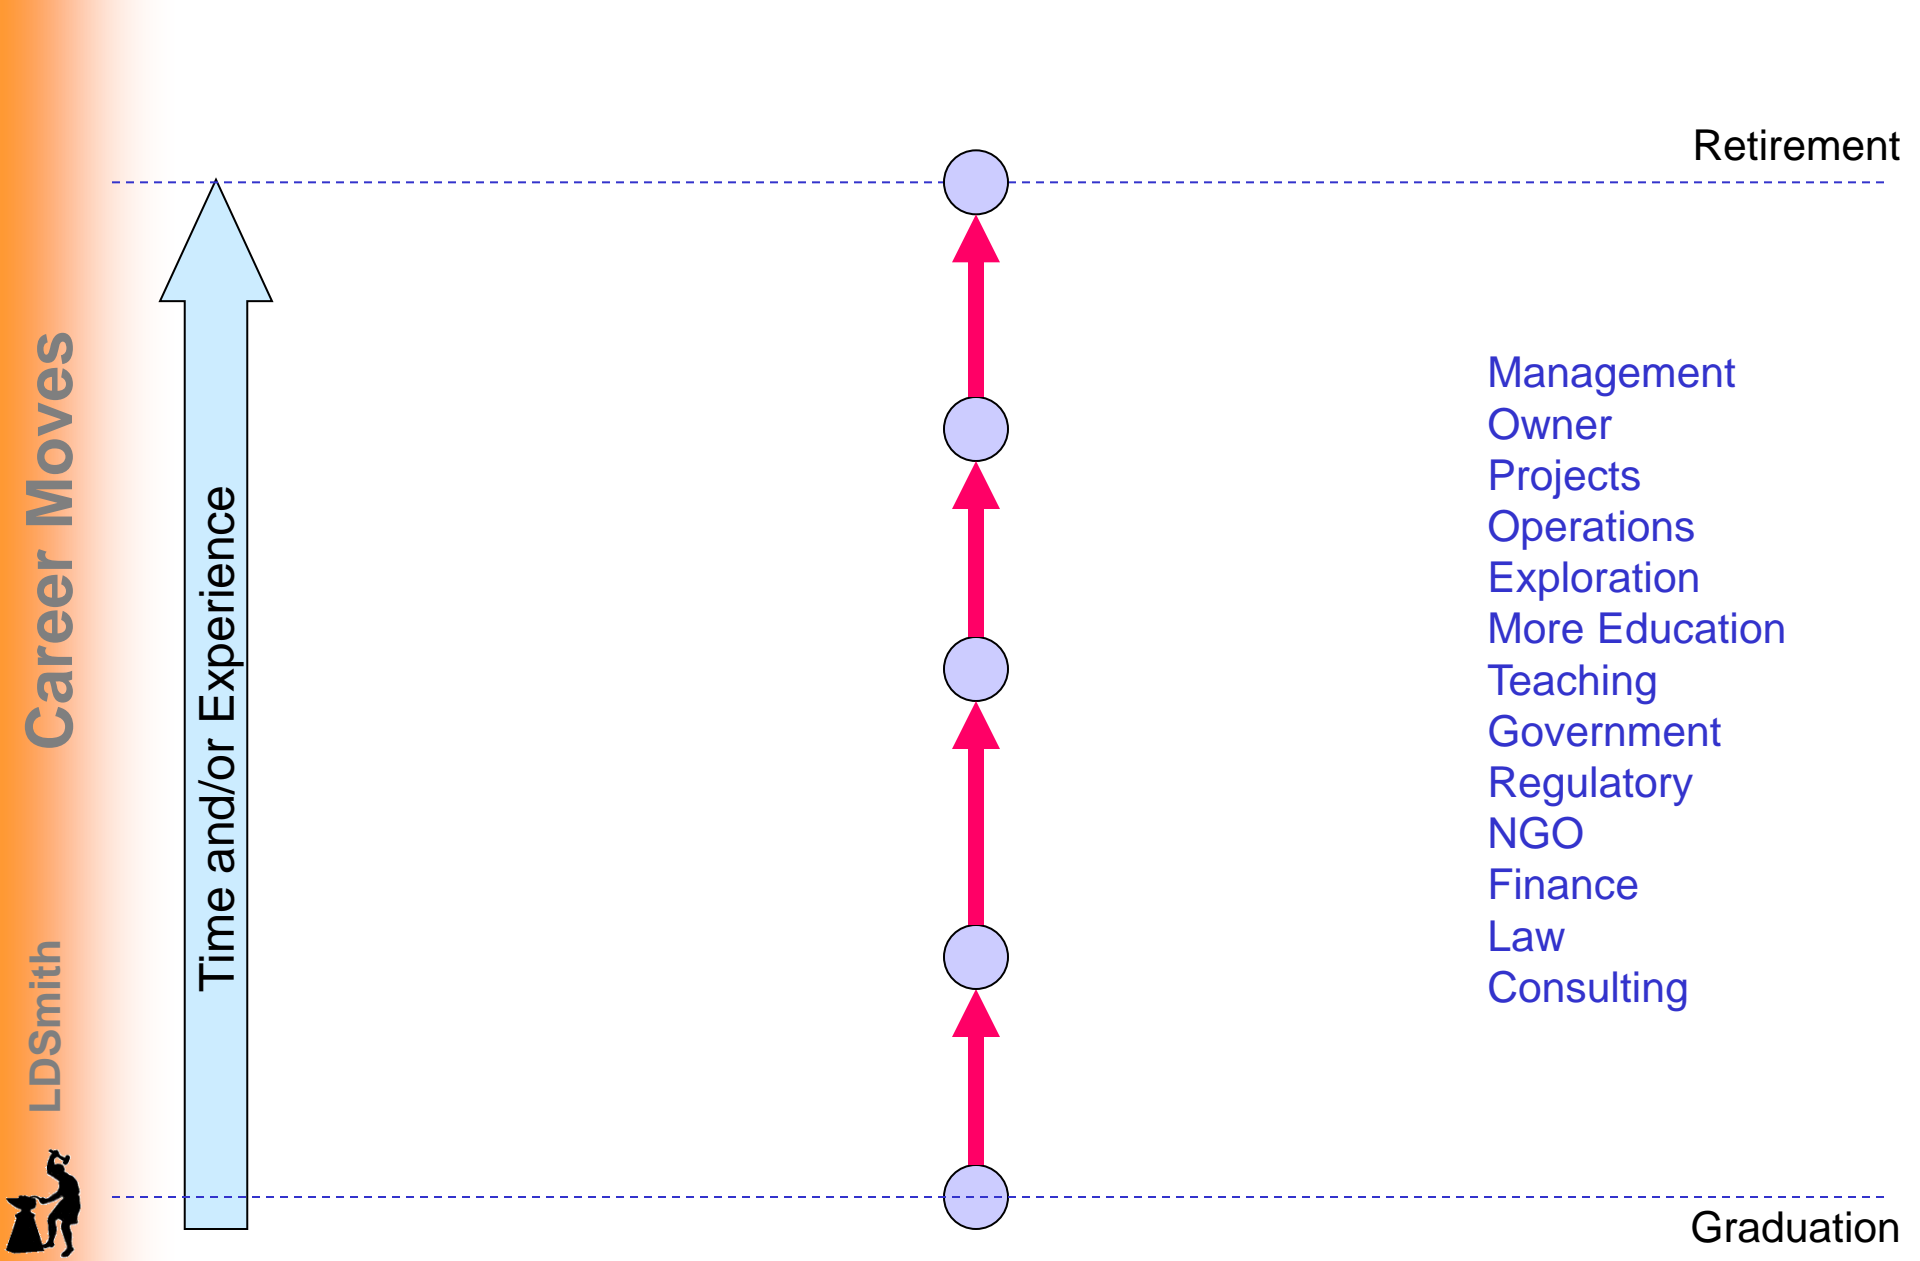 Career Moves
LDSmith
Time and/or Experience
Retirement
Management
Owner
Projects
Operations
Exploration
More Education
Teaching
Government
Regulatory
NGO
Finance
Law
Consulting
Graduation